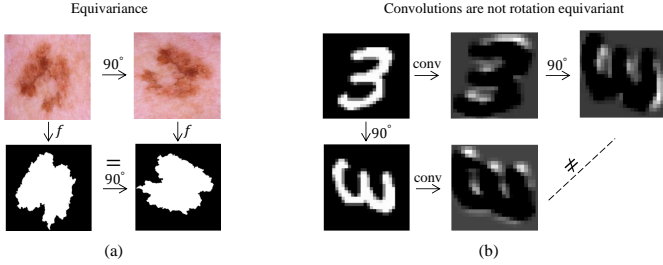 Equivariance
90°
f
f
=
90°
(a)
Convolutions are not rotation equivariant
conv
90°
90°
conv
≠
(b)